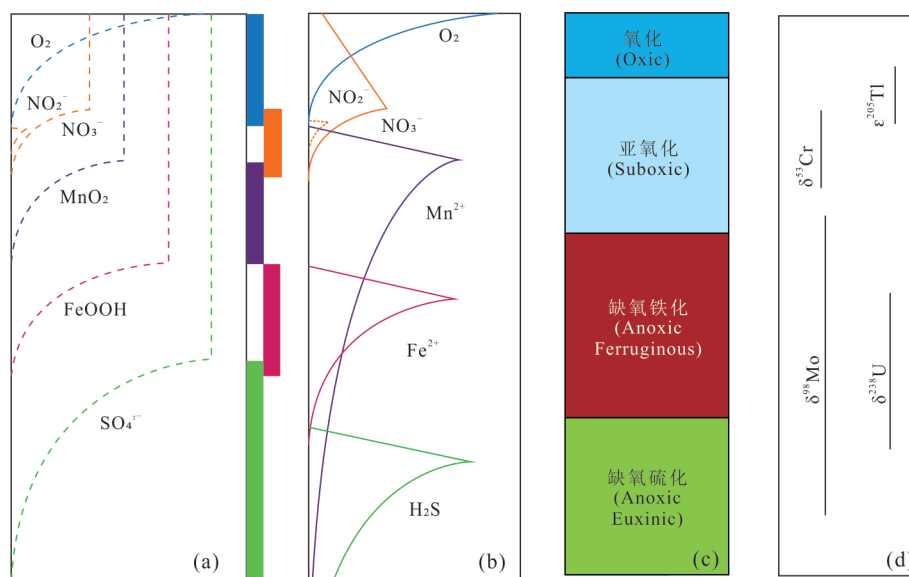 O₂
NO₂⁻
NO₃⁻
MnO₂
FeOOH
SO₄²⁻
(a)
O₂
NO₂⁻
NO₃⁻
Mn²⁺
Fe²⁺
H₂S
(b)
氧化
(Oxic)
亚氧化
(Suboxic)
缺氧铁化
(Anoxic
Ferruginous)
缺氧硫化
(Anoxic
Euxinic)
(c)
ε²⁰⁵Tl
δ⁵³Cr
δ⁹⁸Mo
δ²³⁸U
(d)